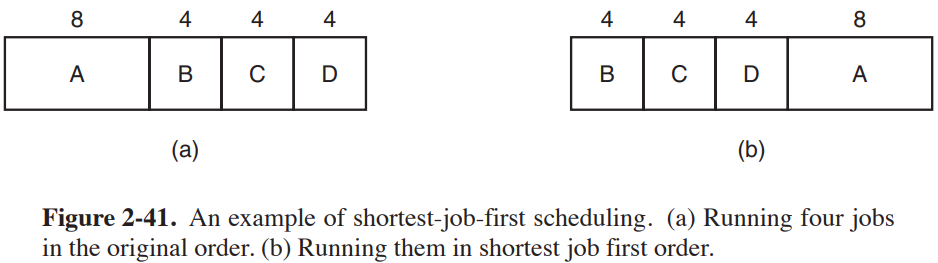 8 4 4 4
A B C D
(a)
4 4 4 8
B C D A
(b)
Figure 2-41. An example of shortest-job-first scheduling. (a) Running four jobs
in the original order. (b) Running them in shortest job first order.